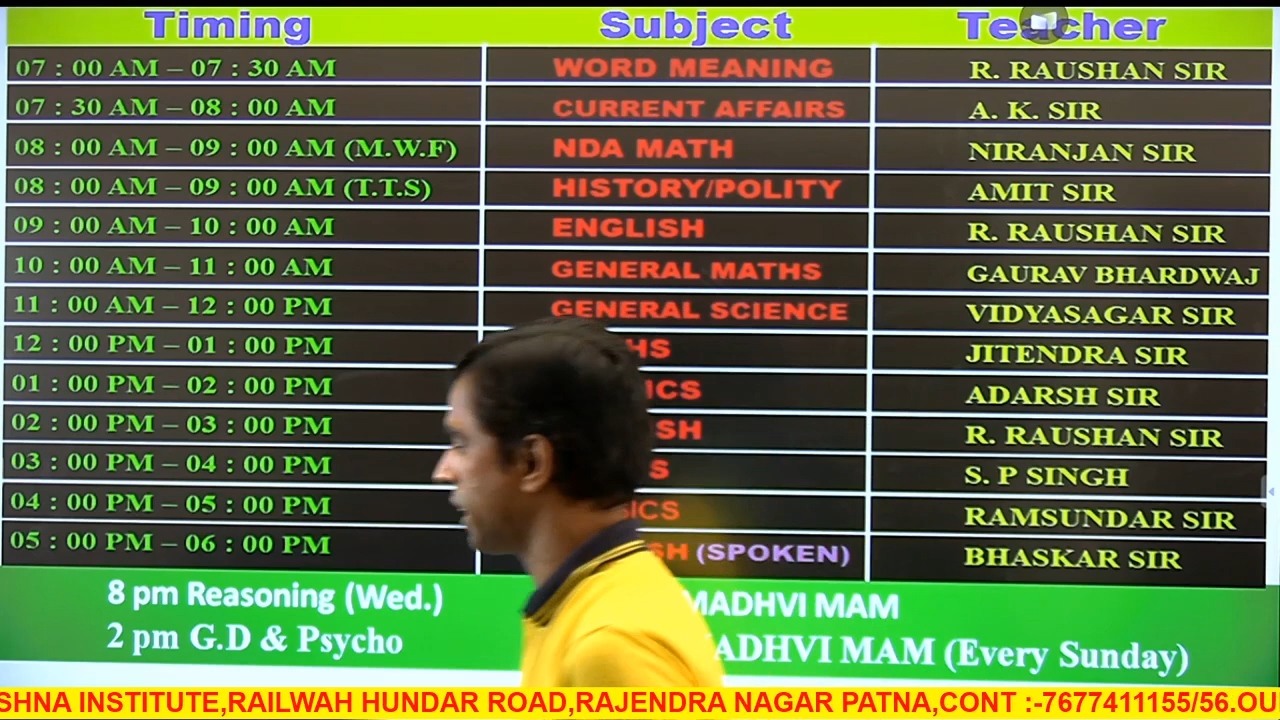 Timing Subject Teacher
07 : 00 AM – 07 : 30 AM WORD MEANING R. RAUSHAN SIR
07 : 30 AM – 08 : 00 AM CURRENT AFFAIRS A. K. SIR
08 : 00 AM – 09 : 00 AM (M.W.F) NDA MATH NIRANJAN SIR
08 : 00 AM – 09 : 00 AM (T.T.S) HISTORY/POLITY AMIT SIR
09 : 00 AM – 10 : 00 AM ENGLISH R. RAUSHAN SIR
10 : 00 AM – 11 : 00 AM GENERAL MATHS GAURAV BHARDWAJ
11 : 00 AM – 12 : 00 PM GENERAL SCIENCE VIDYASAGAR SIR
12 : 00 PM – 01 : 00 PM JITENDRA SIR
01 : 00 PM – 02 : 00 PM ADARSH SIR
02 : 00 PM – 03 : 00 PM R. RAUSHAN SIR
03 : 00 PM – 04 : 00 PM S. P SINGH
04 : 00 PM – 05 : 00 PM RAMSUNDAR SIR
05 : 00 PM – 06 : 00 PM (SPOKEN) BHASKAR SIR
8 pm Reasoning (Wed.) MADHVI MAM
2 pm G.D & Psycho MADHVI MAM (Every Sunday)
SHNA INSTITUTE,RAILWAH HUNDAR ROAD,RAJENDRA NAGAR PATNA,CONT :-7677411155/56.OU